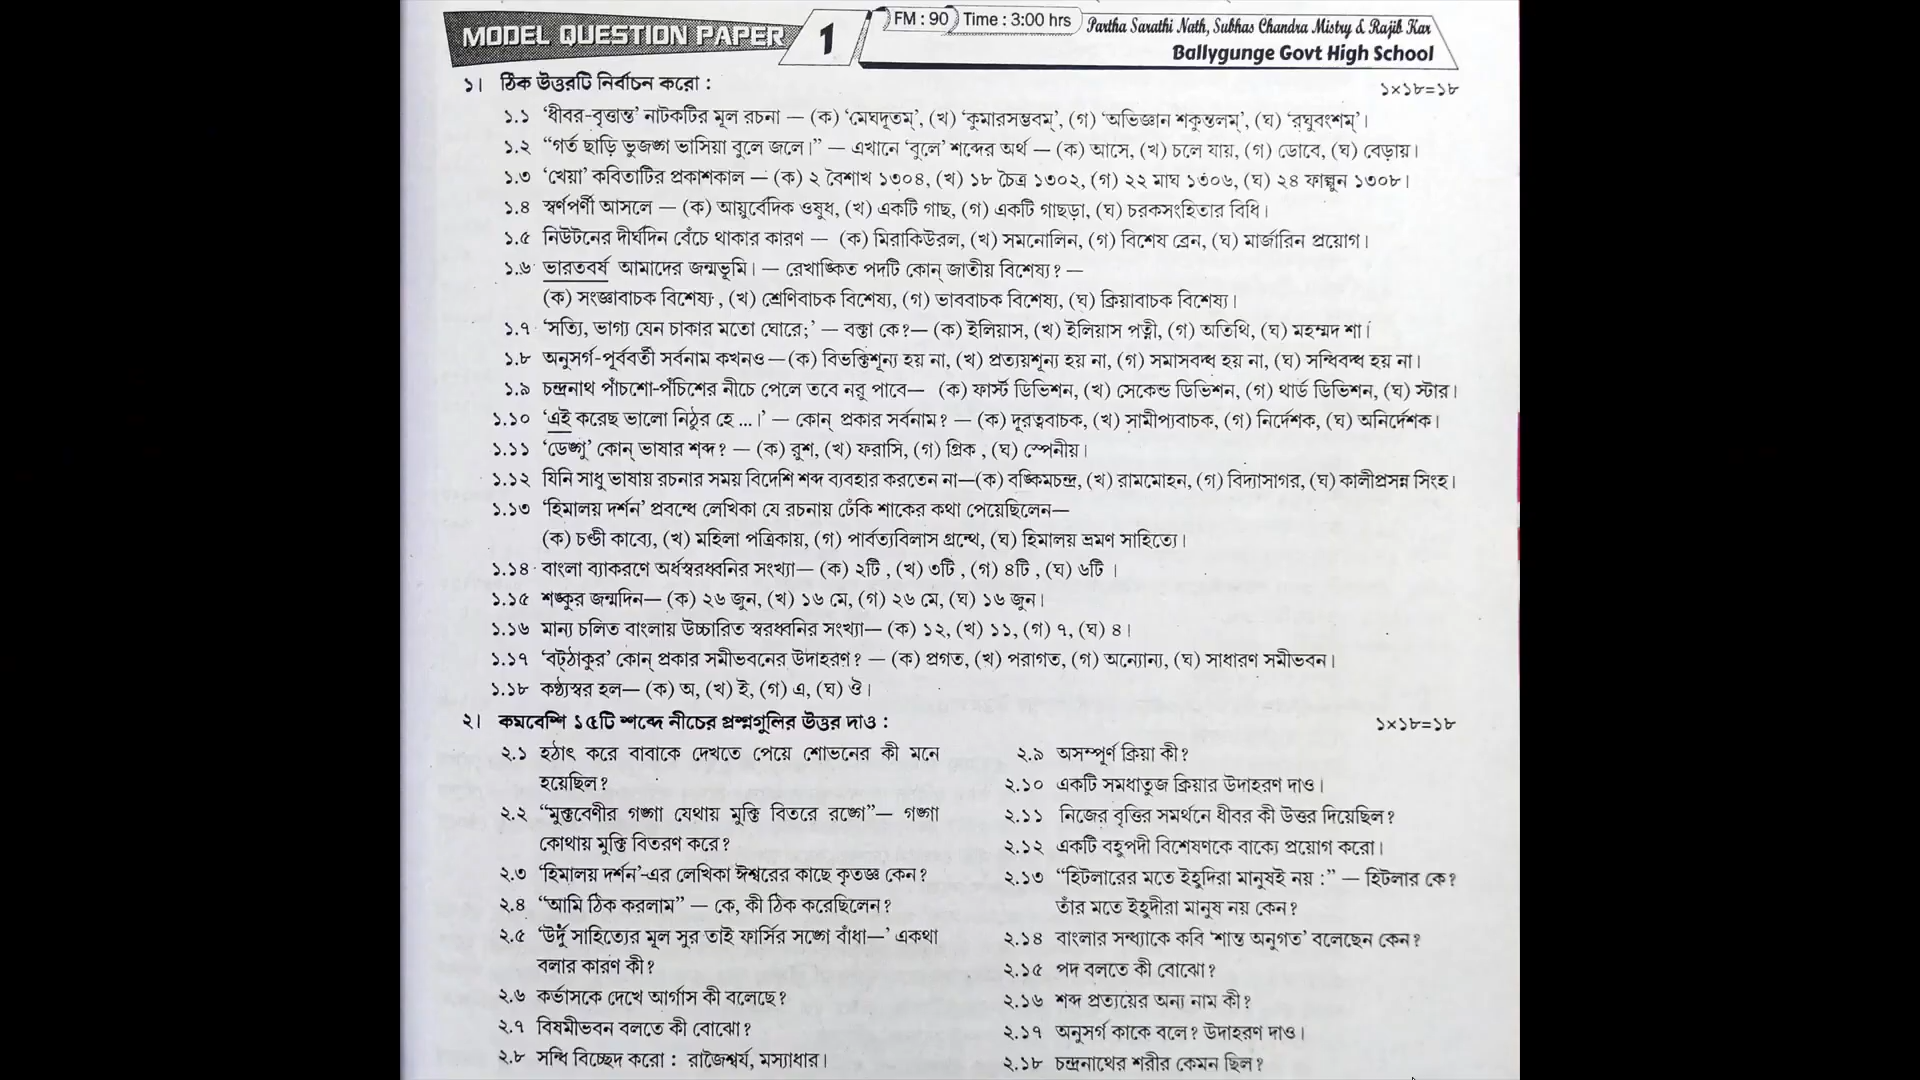 MODEL QUESTION PAPER 1 FM : 90 Time : 3:00 hrs Partha Sarathi Nath, Subhas Chandra Mistry & Rajib Kar
Ballygunge Govt High School
১। ঠিক উত্তরটি নির্বাচন করো : ১×১৮=১৮
১.১ ‘ধীবর-বৃত্তান্ত’ নাটকটির মূল রচনা — (ক) ‘মেঘদূতম্’, (খ) ‘কুমারসম্ভবম্’, (গ) ‘অভিজ্ঞান শকুন্তলম্’, (ঘ) ‘রঘুবংশম্’।
১.২ “গর্ত ছাড়ি ভুজঙ্গ ভাসিয়া বুলে জলে।” — এখানে ‘বুলে’ শব্দের অর্থ — (ক) আসে, (খ) চলে যায়, (গ) ডোবে, (ঘ) বেড়ায়।
১.৩ ‘খেয়া’ কবিতাটির প্রকাশকাল — (ক) ২ বৈশাখ ১৩০৪, (খ) ১৮ চৈত্র ১৩০২, (গ) ২২ মাঘ ১৩০৬, (ঘ) ২৪ ফাল্গুন ১৩০৮।
১.৪ স্বর্ণপর্ণী আসলে — (ক) আয়ুর্বেদিক ওষুধ, (খ) একটি গাছ, (গ) একটি গাছড়া, (ঘ) চরকসংহিতার বিধি।
১.৫ নিউটনের দীর্ঘদিন বেঁচে থাকার কারণ — (ক) মিরাকিউরল, (খ) সমনোলিন, (গ) বিশেষ ব্রেন, (ঘ) মার্জারিন প্রয়োগ।
১.৬ ভারতবর্ষ আমাদের জন্মভূমি। — রেখাঙ্কিত পদটি কোন্ জাতীয় বিশেষ্য? —
(ক) সংজ্ঞাবাচক বিশেষ্য, (খ) শ্রেণিবাচক বিশেষ্য, (গ) ভাববাচক বিশেষ্য, (ঘ) ক্রিয়াবাচক বিশেষ্য।
১.৭ ‘সত্যি, ভাগ্য যেন চাকার মতো ঘোরে;’ — বক্তা কে?— (ক) ইলিয়াস, (খ) ইলিয়াস পত্নী, (গ) অতিথি, (ঘ) মহম্মদ শা।
১.৮ অনুসর্গ-পূর্ববর্তী সর্বনাম কখনও—(ক) বিভক্তিশূন্য হয় না, (খ) প্রত্যয়শূন্য হয় না, (গ) সমাসবদ্ধ হয় না, (ঘ) সন্ধিবদ্ধ হয় না।
১.৯ চন্দ্রনাথ পাঁচশো-পঁচিশের নীচে পেলে তবে নরু পাবে— (ক) ফার্স্ট ডিভিশন, (খ) সেকেন্ড ডিভিশন, (গ) থার্ড ডিভিশন, (ঘ) স্টার।
১.১০ ‘এই করেছ ভালো নিঠুর হে ...।’ — কোন্ প্রকার সর্বনাম? — (ক) দূরত্ববাচক, (খ) সামীপ্যবাচক, (গ) নির্দেশক, (ঘ) অনির্দেশক।
১.১১ ‘ডেঙ্গু’ কোন্ ভাষার শব্দ? — (ক) রুশ, (খ) ফরাসি, (গ) গ্রিক , (ঘ) স্পেনীয়।
১.১২ যিনি সাধু ভাষায় রচনার সময় বিদেশি শব্দ ব্যবহার করতেন না—(ক) বঙ্কিমচন্দ্র, (খ) রামমোহন, (গ) বিদ্যাসাগর, (ঘ) কালীপ্রসন্ন সিংহ।
১.১৩ ‘হিমালয় দর্শন’ প্রবন্ধে লেখিকা যে রচনায় ঢেঁকি শাকের কথা পেয়েছিলেন—
(ক) চণ্ডী কাব্যে, (খ) মহিলা পত্রিকায়, (গ) পার্বত্যবিলাস গ্রন্থে, (ঘ) হিমালয় ভ্রমণ সাহিত্যে।
১.১৪ বাংলা ব্যাকরণে অর্ধস্বরধ্বনির সংখ্যা— (ক) ২টি , (খ) ৩টি , (গ) ৪টি , (ঘ) ৬টি ।
১.১৫ শঙ্কুর জন্মদিন— (ক) ২৬ জুন, (খ) ১৬ মে, (গ) ২৬ মে, (ঘ) ১৬ জুন।
১.১৬ মান্য চলিত বাংলায় উচ্চারিত স্বরধ্বনির সংখ্যা— (ক) ১২, (খ) ১১, (গ) ৭, (ঘ) ৪।
১.১৭ ‘বট্‌ঠাকুর’ কোন্ প্রকার সমীভবনের উদাহরণ? — (ক) প্রগত, (খ) পরাগত, (গ) অন্যোন্য, (ঘ) সাধারণ সমীভবন।
১.১৮ কণ্ঠ্যস্বর হল— (ক) অ, (খ) ই, (গ) এ, (ঘ) ঔ।
২। কমবেশি ১৫টি শব্দে নীচের প্রশ্নগুলির উত্তর দাও : ১×১৮=১৮
২.১ হঠাৎ করে বাবাকে দেখতে পেয়ে শোভনের কী মনে
হয়েছিল?
২.২ “মুক্তবেণীর গঙ্গা যেথায় মুক্তি বিতরে রঙ্গে”— গঙ্গা
কোথায় মুক্তি বিতরণ করে?
২.৩ ‘হিমালয় দর্শন’-এর লেখিকা ঈশ্বরের কাছে কৃতজ্ঞ কেন?
২.৪ “আমি ঠিক করলাম” — কে, কী ঠিক করেছিলেন?
২.৫ ‘উর্দু সাহিত্যের মূল সুর তাই ফার্সির সঙ্গে বাঁধা—’ একথা
বলার কারণ কী?
২.৬ কর্ভাসকে দেখে আর্গাস কী বলেছে?
২.৭ বিষমীভবন বলতে কী বোঝো?
২.৮ সন্ধি বিচ্ছেদ করো : রাজৈশ্বর্য, মস্যাধার।
২.৯ অসম্পূর্ণ ক্রিয়া কী?
২.১০ একটি সমধাতুজ ক্রিয়ার উদাহরণ দাও।
২.১১ নিজের বৃত্তির সমর্থনে ধীবর কী উত্তর দিয়েছিল?
২.১২ একটি বহুপদী বিশেষণকে বাক্যে প্রয়োগ করো।
২.১৩ “হিটলারের মতে ইহুদিরা মানুষই নয় :” — হিটলার কে?
তাঁর মতে ইহুদীরা মানুষ নয় কেন?
২.১৪ বাংলার সন্ধ্যাকে কবি ‘শান্ত অনুগত’ বলেছেন কেন?
২.১৫ পদ বলতে কী বোঝো?
২.১৬ শব্দ প্রত্যয়ের অন্য নাম কী?
২.১৭ অনুসর্গ কাকে বলে? উদাহরণ দাও।
২.১৮ চন্দ্রনাথের শরীর কেমন ছিল?